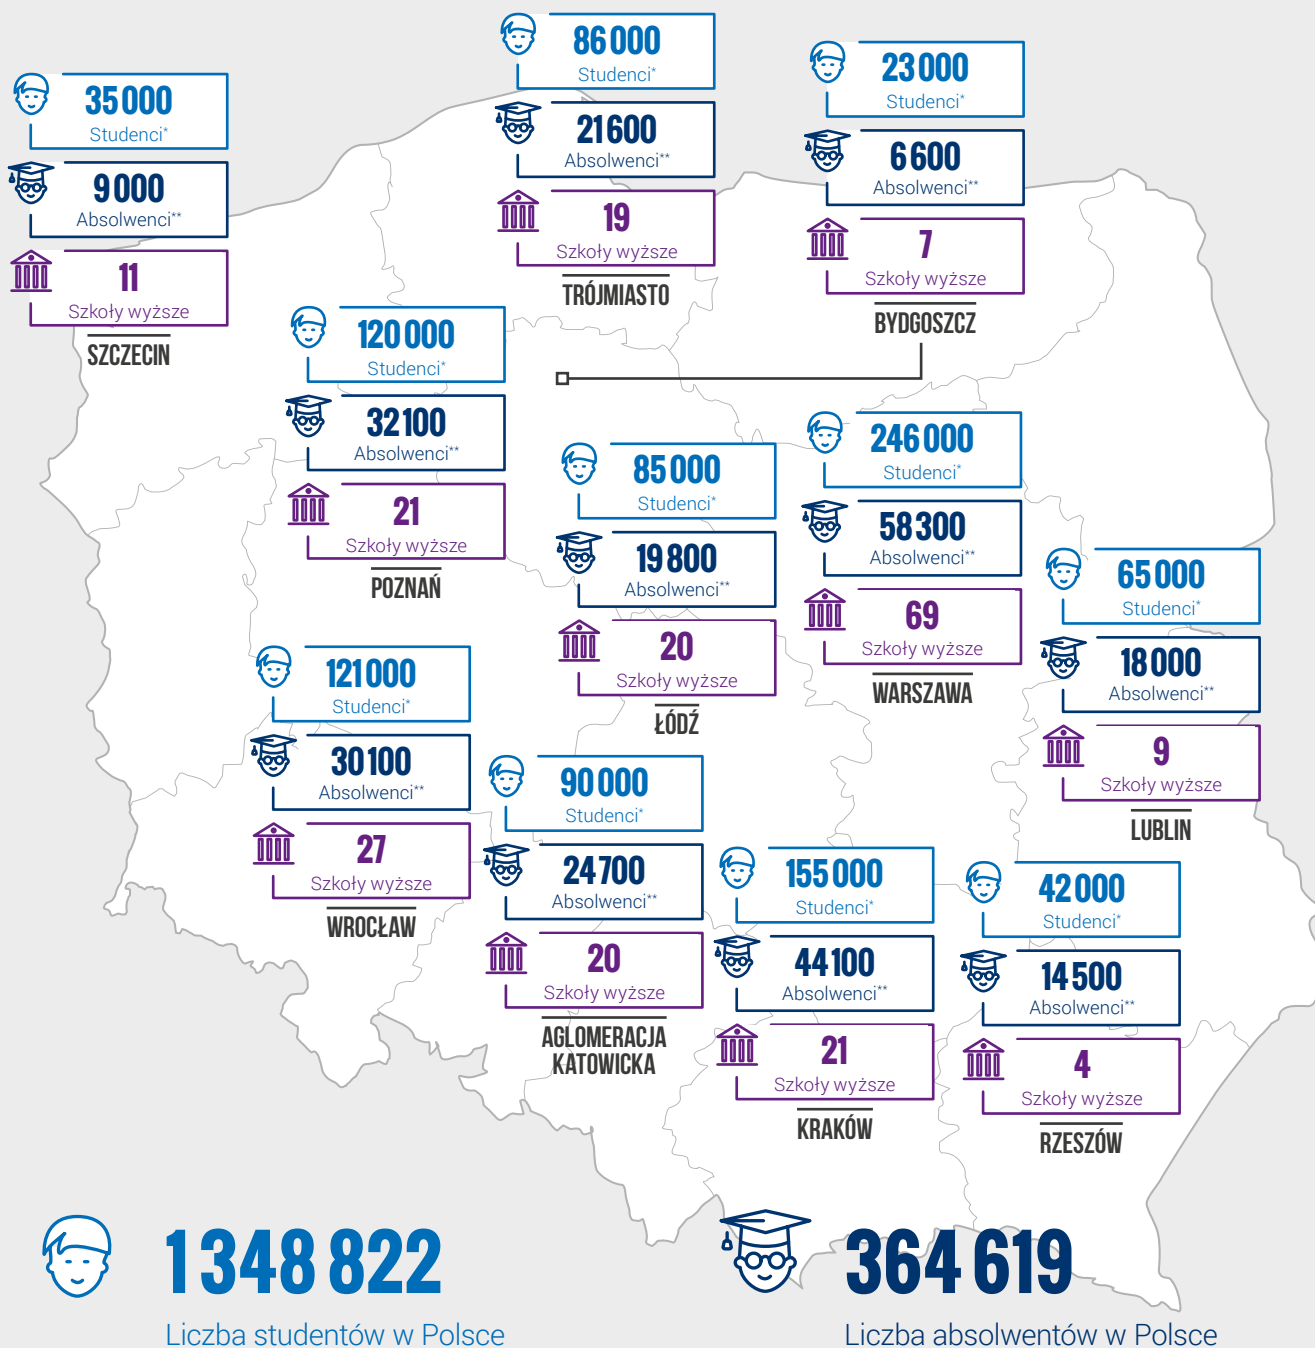 86 000
Studenci*
21 600
Absolwenci**
19
Szkoły wyższe
TRÓJMIASTO
23 000
Studenci*
6 600
Absolwenci**
7
Szkoły wyższe
BYDGOSZCZ
35 000
Studenci*
9 000
Absolwenci**
11
Szkoły wyższe
SZCZECIN
120 000
Studenci*
32 100
Absolwenci**
21
Szkoły wyższe
POZNAŃ
85 000
Studenci*
19 800
Absolwenci**
20
Szkoły wyższe
ŁÓDŹ
246 000
Studenci*
58 300
Absolwenci**
69
Szkoły wyższe
WARSZAWA
65 000
Studenci*
18 000
Absolwenci**
9
Szkoły wyższe
LUBLIN
121 000
Studenci*
30 100
Absolwenci**
27
Szkoły wyższe
WROCŁAW
90 000
Studenci*
24 700
Absolwenci**
20
Szkoły wyższe
AGLOMERACJA
KATOWICKA
155 000
Studenci*
44 100
Absolwenci**
21
Szkoły wyższe
KRAKÓW
42 000
Studenci*
14 500
Absolwenci**
4
Szkoły wyższe
RZESZÓW
1 348 822
Liczba studentów w Polsce
364 619
Liczba absolwentów w Polsce